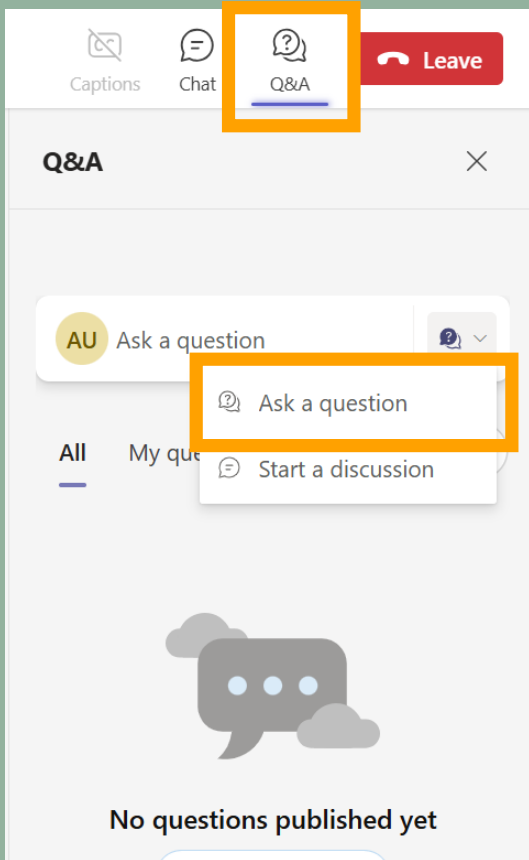 Captions Chat Q&A Leave
Q&A
AU Ask a question
Ask a question
All My que
Start a discussion
No questions published yet